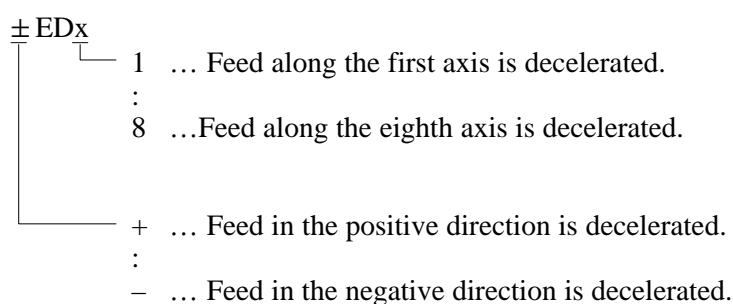 ± EDx
1 … Feed along the first axis is decelerated.
:
8 …Feed along the eighth axis is decelerated.
+ … Feed in the positive direction is decelerated.
:
– … Feed in the negative direction is decelerated.